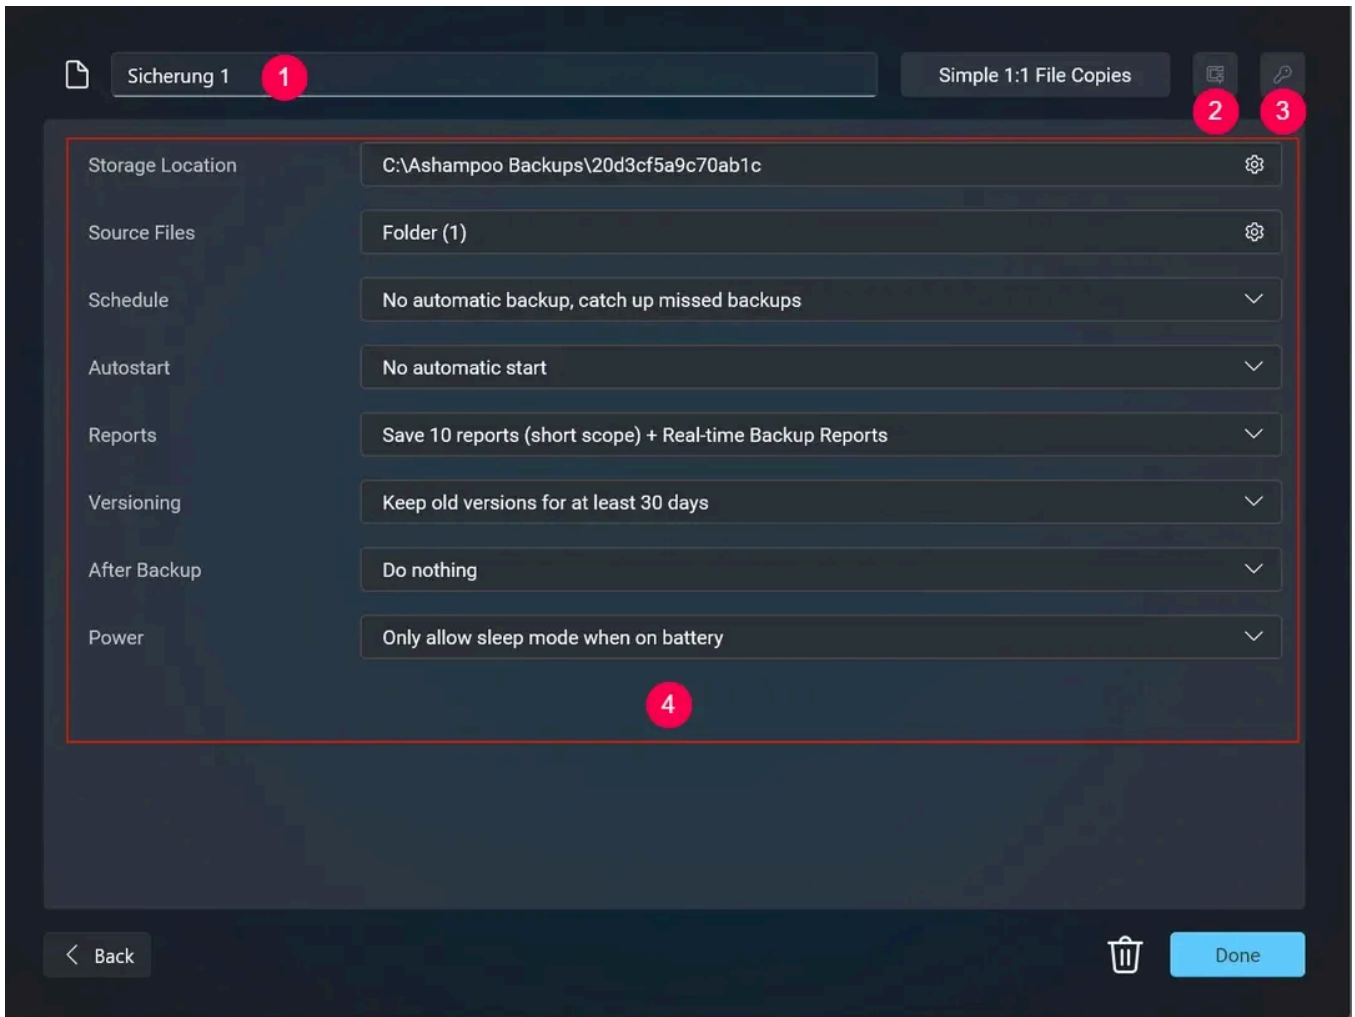 Sicherung 1
1
Simple 1:1 File Copies
2
3
Storage Location
C:\Ashampoo Backups\20d3cf5a9c70ab1c
Source Files
Folder (1)
Schedule
No automatic backup, catch up missed backups
Autostart
No automatic start
Reports
Save 10 reports (short scope) + Real-time Backup Reports
Versioning
Keep old versions for at least 30 days
After Backup
Do nothing
Power
Only allow sleep mode when on battery
4
Back
Done